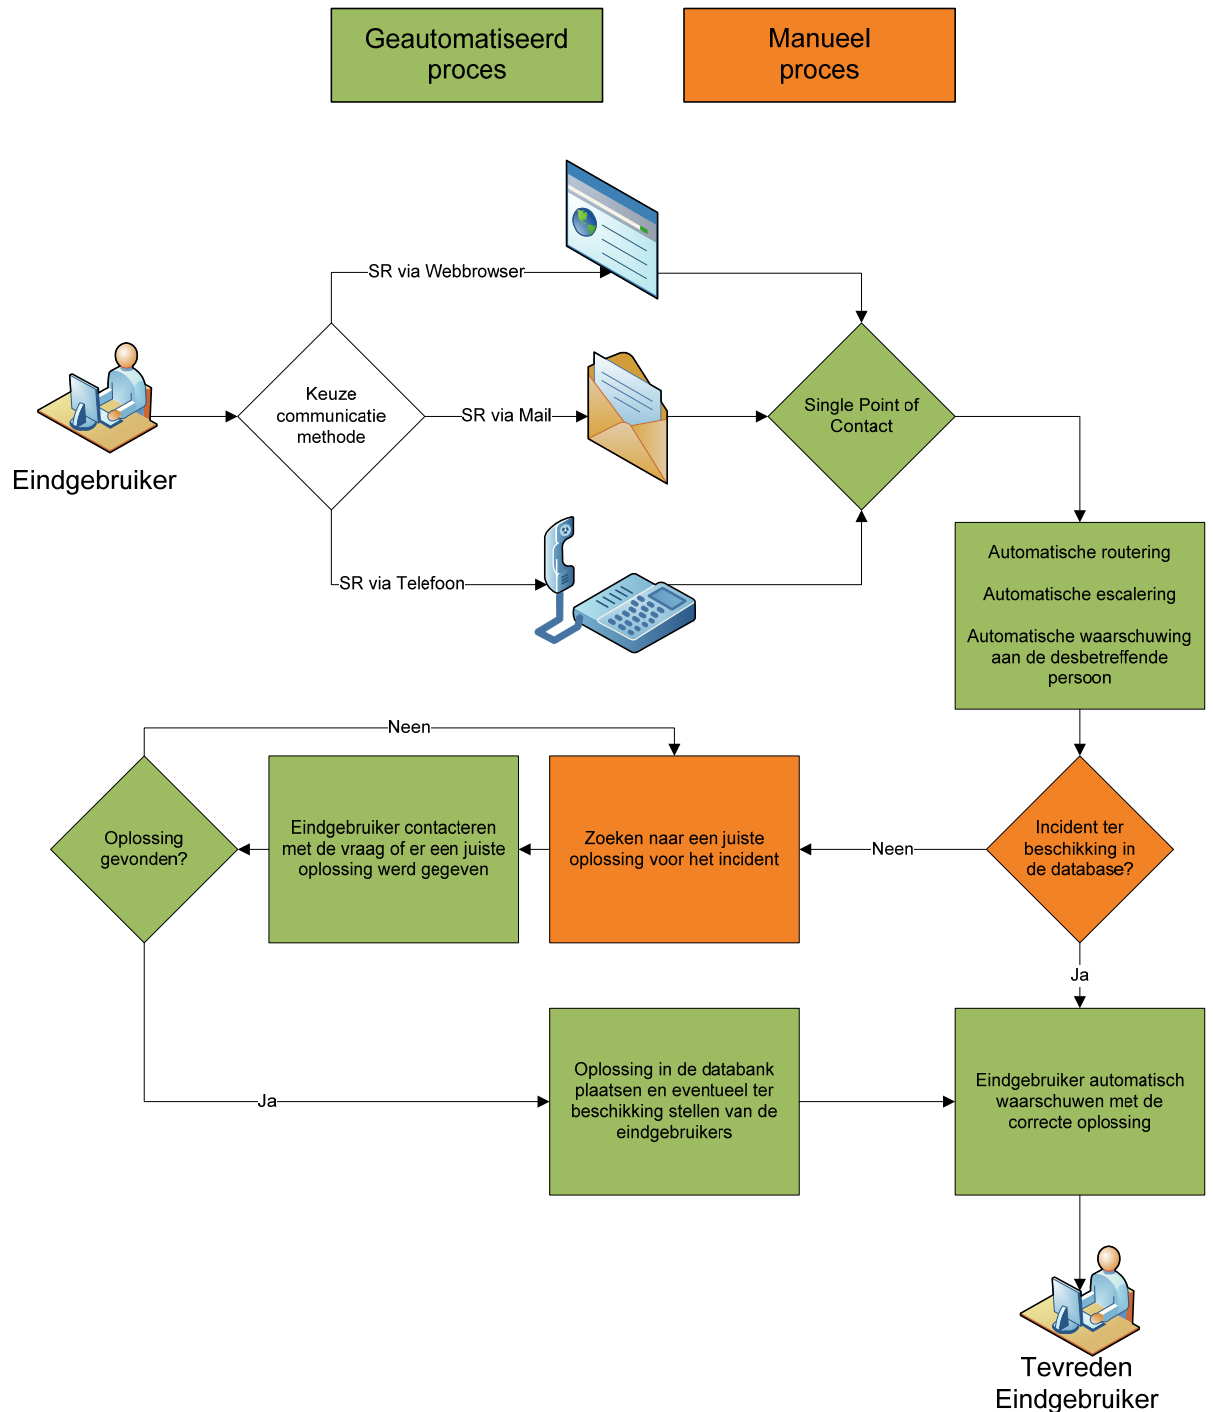 Geautomatiseerd
proces
Manueel
proces
SR via Webbrowser
Keuze
communicatie
methode
SR via Mail
Single Point of
Contact
Eindgebruiker
SR via Telefoon
Automatische routering
Automatische escalering
Automatische waarschuwing
aan de desbetreffende
persoon
Neen
Oplossing
gevonden?
Eindgebruiker contacteren
met de vraag of er een juiste
oplossing werd gegeven
Zoeken naar een juiste
oplossing voor het incident
Neen
Incident ter
beschikking in
de database?
Ja
Ja
Oplossing in de databank
plaatsen en eventueel ter
beschikking stellen van de
eindgebruikers
Eindgebruiker automatisch
waarschuwen met de
correcte oplossing
Tevreden
Eindgebruiker